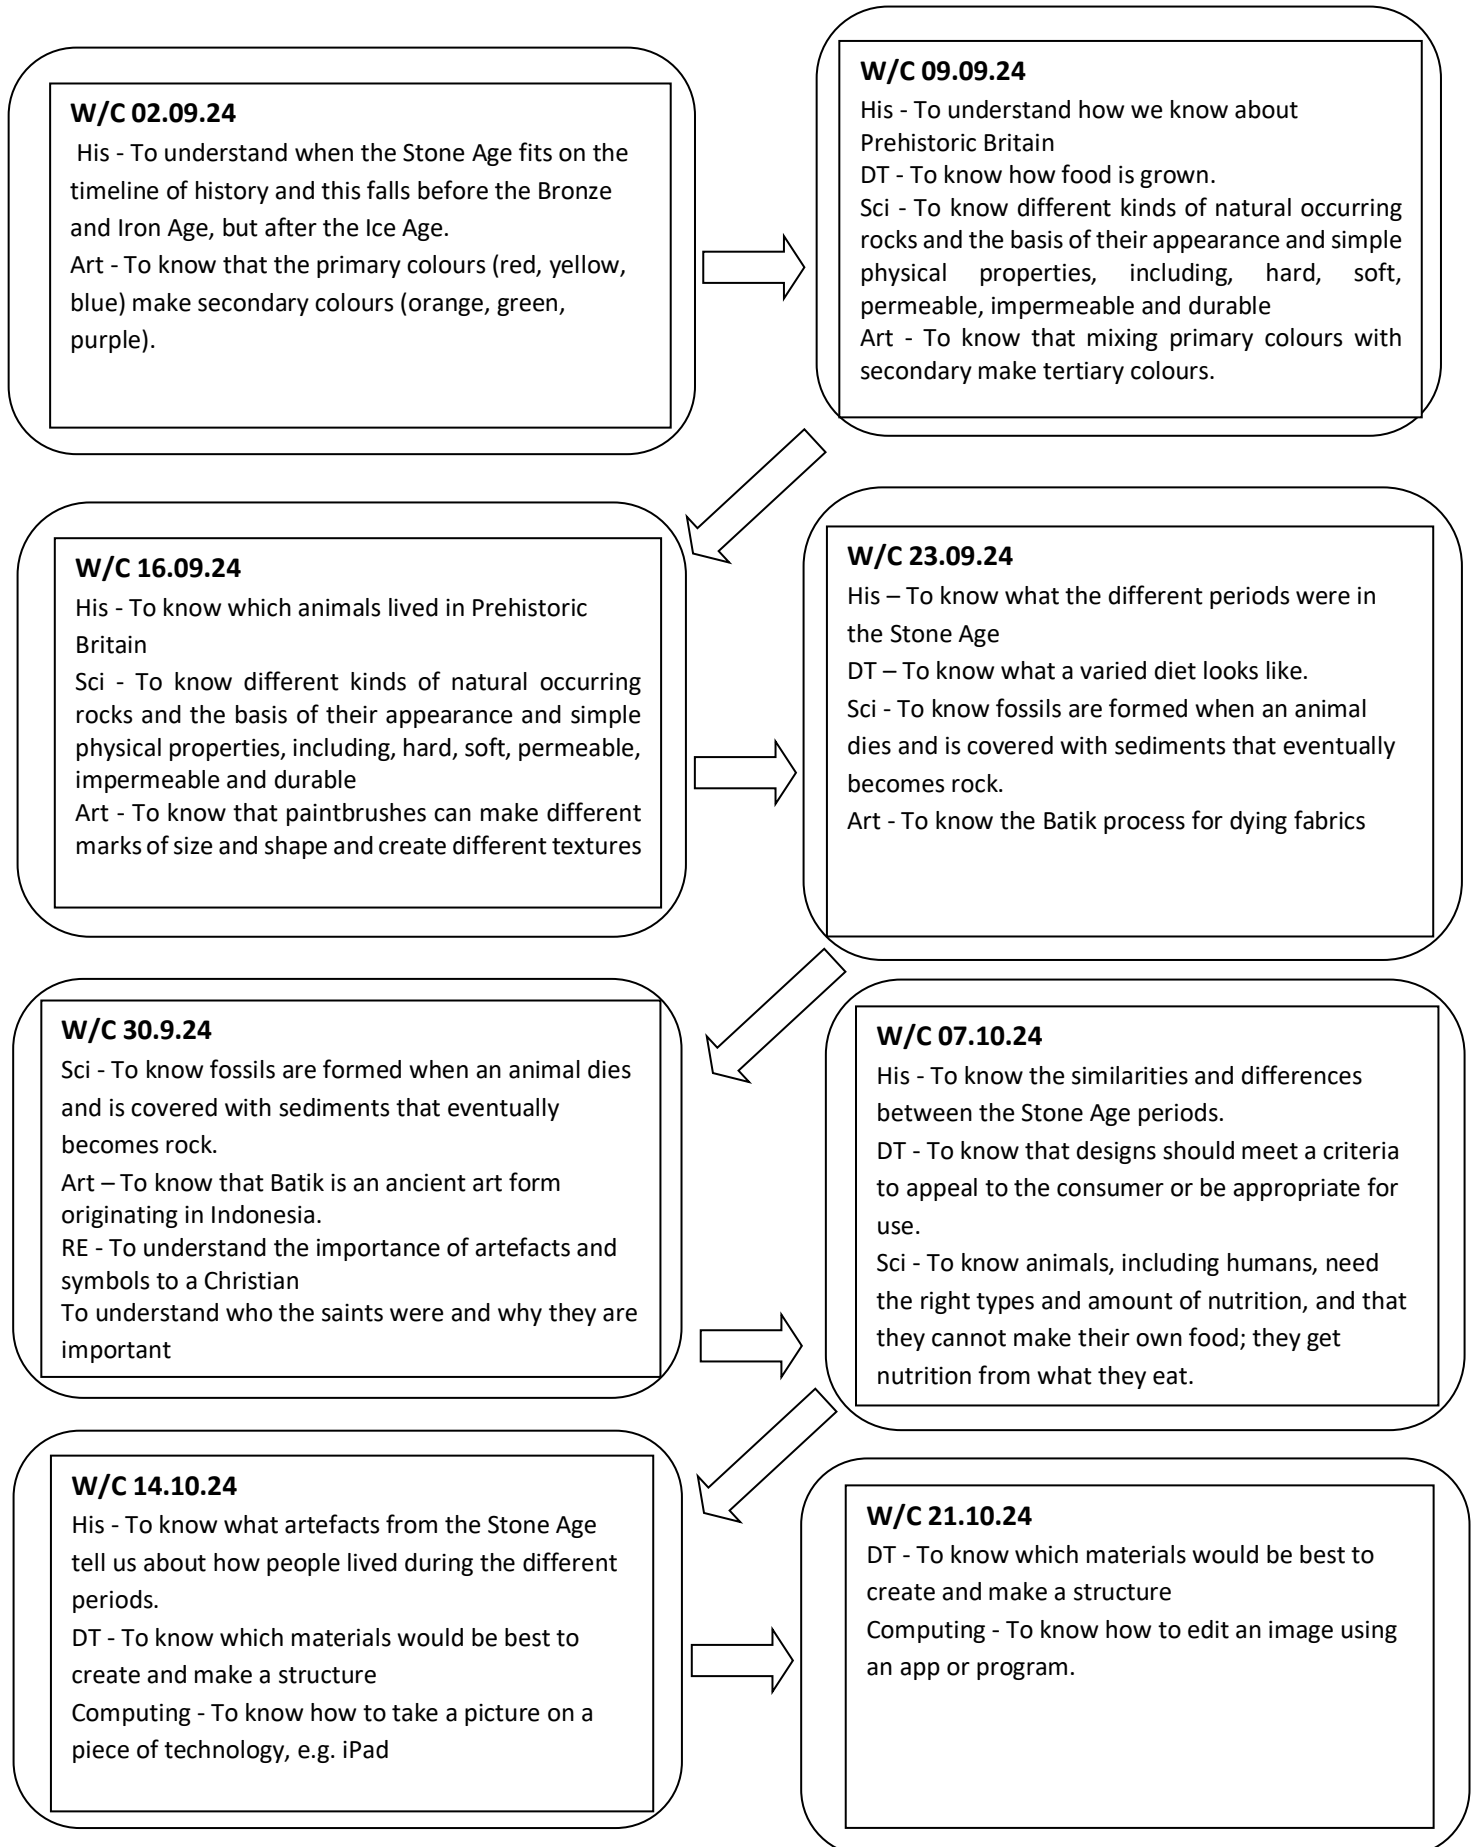 W/C 02.09.24
His - To understand when the Stone Age fits on the
timeline of history and this falls before the Bronze
and Iron Age, but after the Ice Age.
Art - To know that the primary colours (red, yellow,
blue) make secondary colours (orange, green,
purple).
W/C 09.09.24
His - To understand how we know about
Prehistoric Britain
DT - To know how food is grown.
Sci - To know different kinds of natural occurring
rocks and the basis of their appearance and simple
physical properties, including, hard, soft,
permeable, impermeable and durable
Art - To know that mixing primary colours with
secondary make tertiary colours.
W/C 16.09.24
His - To know which animals lived in Prehistoric
Britain
Sci - To know different kinds of natural occurring
rocks and the basis of their appearance and simple
physical properties, including, hard, soft, permeable,
impermeable and durable
Art - To know that paintbrushes can make different
marks of size and shape and create different textures
W/C 23.09.24
His – To know what the different periods were in
the Stone Age
DT – To know what a varied diet looks like.
Sci - To know fossils are formed when an animal
dies and is covered with sediments that eventually
becomes rock.
Art - To know the Batik process for dying fabrics
W/C 30.9.24
Sci - To know fossils are formed when an animal dies
and is covered with sediments that eventually
becomes rock.
Art – To know that Batik is an ancient art form
originating in Indonesia.
RE - To understand the importance of artefacts and
symbols to a Christian
To understand who the saints were and why they are
important
W/C 07.10.24
His - To know the similarities and differences
between the Stone Age periods.
DT - To know that designs should meet a criteria
to appeal to the consumer or be appropriate for
use.
Sci - To know animals, including humans, need
the right types and amount of nutrition, and that
they cannot make their own food; they get
nutrition from what they eat.
W/C 14.10.24
His - To know what artefacts from the Stone Age
tell us about how people lived during the different
periods.
DT - To know which materials would be best to
create and make a structure
Computing - To know how to take a picture on a
piece of technology, e.g. iPad
W/C 21.10.24
DT - To know which materials would be best to
create and make a structure
Computing - To know how to edit an image using
an app or program.